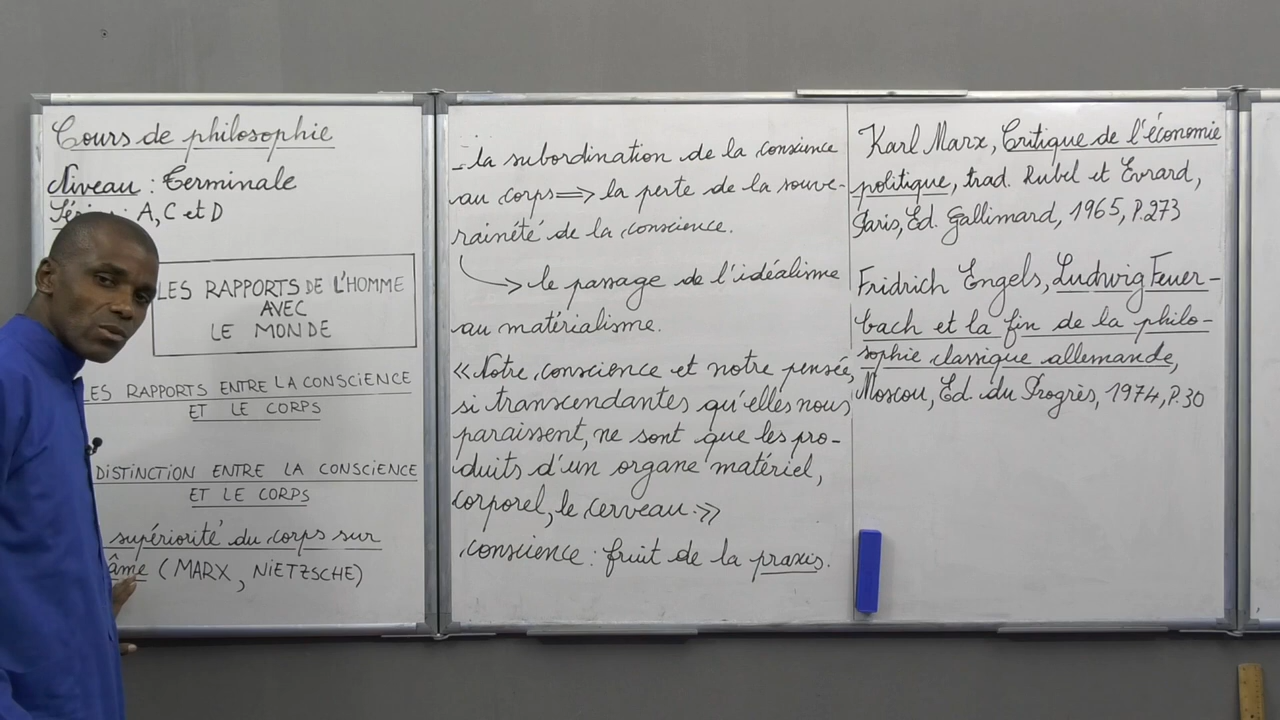 Cours de philosophie
Niveau : Terminale
: A, C et D
LES RAPPORTS DE L'HOMME
AVEC
LE MONDE
ES RAPPORTS ENTRE LA CONSCIENCE
ET LE CORPS
DISTINCTION ENTRE LA CONSCIENCE
ET LE CORPS
supériorité du corps sur
âme (MARX, NIETZSCHE)
- la subordination de la conscience
au corps ⟹ la perte de la souve-
raineté de la conscience.
→ le passage de l'idéalisme
au matérialisme.
« Notre conscience et notre pensée,
si transcendantes qu'elles nous
paraissent, ne sont que les pro-
duits d'un organe matériel,
corporel, le cerveau. »
conscience : fruit de la praxis.
Karl Marx, Critique de l'économie
politique, trad. Rubel et Evrard,
Paris, Ed. Gallimard, 1965, P.273
Fridrich Engels, Ludwig Feuer-
bach et la fin de la philo-
sophie classique allemande,
Moscou, Ed. du Progrès, 1974, P.30